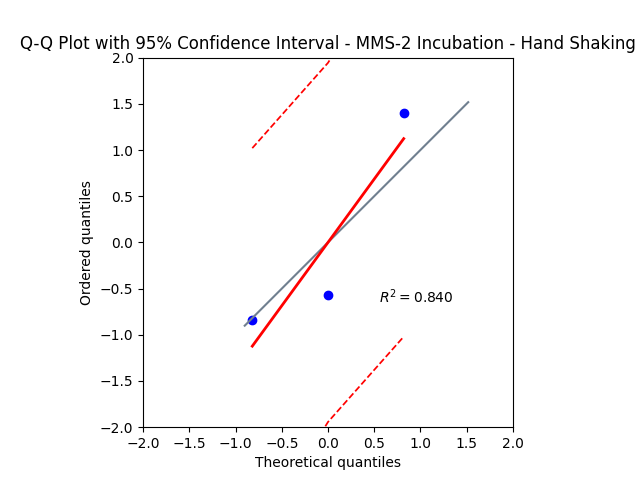 Q-Q Plot with 95% Confidence Interval - MMS-2 Incubation - Hand Shaking
2.0
1.5
1.0
0.5
0.0
−0.5
−1.0
−1.5
−2.0
Ordered quantiles
R² = 0.840
−2.0 −1.5 −1.0 −0.5 0.0 0.5 1.0 1.5 2.0
Theoretical quantiles